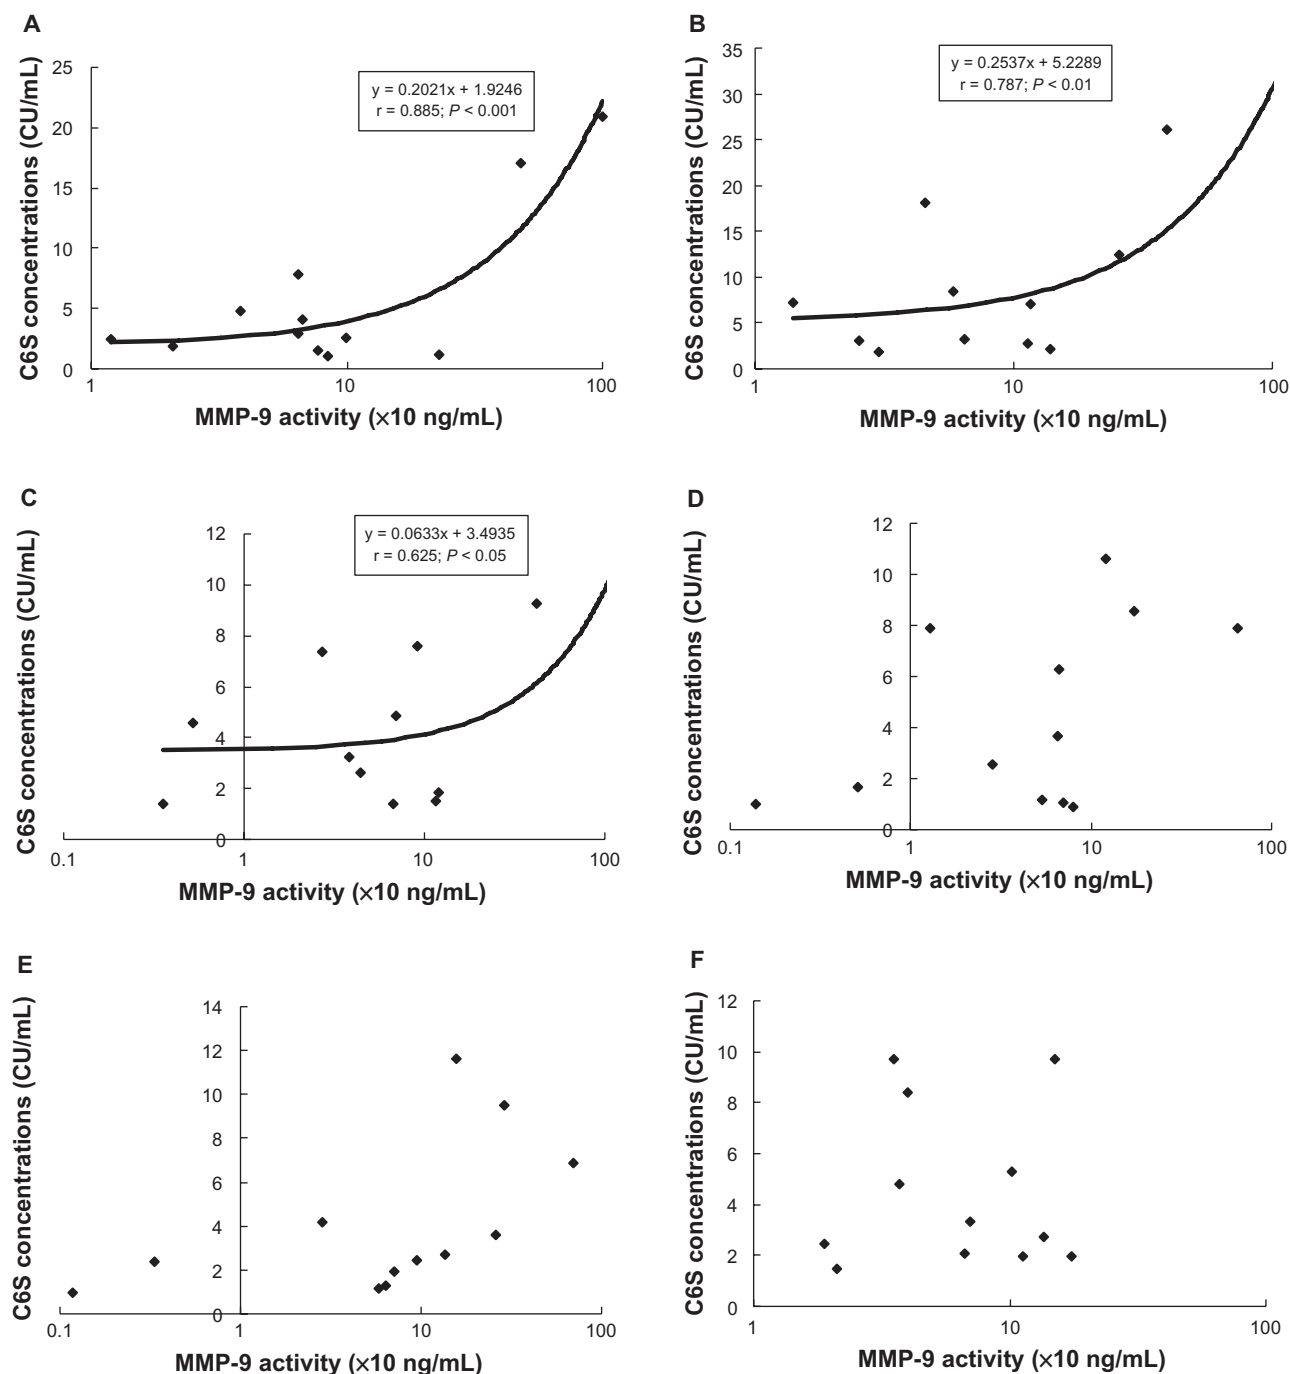 A
C6S concentrations (CU/mL)
25
20
15
10
5
0
y = 0.2021x + 1.9246
r = 0.885; P < 0.001
1
10
100
MMP-9 activity (×10 ng/mL)
B
C6S concentrations (CU/mL)
35
30
25
20
15
10
5
0
y = 0.2537x + 5.2289
r = 0.787; P < 0.01
1
10
100
MMP-9 activity (×10 ng/mL)
C
C6S concentrations (CU/mL)
12
10
8
6
4
2
0
y = 0.0633x + 3.4935
r = 0.625; P < 0.05
0.1
1
10
100
MMP-9 activity (×10 ng/mL)
D
C6S concentrations (CU/mL)
12
10
8
6
4
2
0
0.1
1
10
100
MMP-9 activity (×10 ng/mL)
E
C6S concentrations (CU/mL)
14
12
10
8
6
4
2
0
0.1
1
10
100
MMP-9 activity (×10 ng/mL)
F
C6S concentrations (CU/mL)
12
10
8
6
4
2
0
1
10
100
MMP-9 activity (×10 ng/mL)